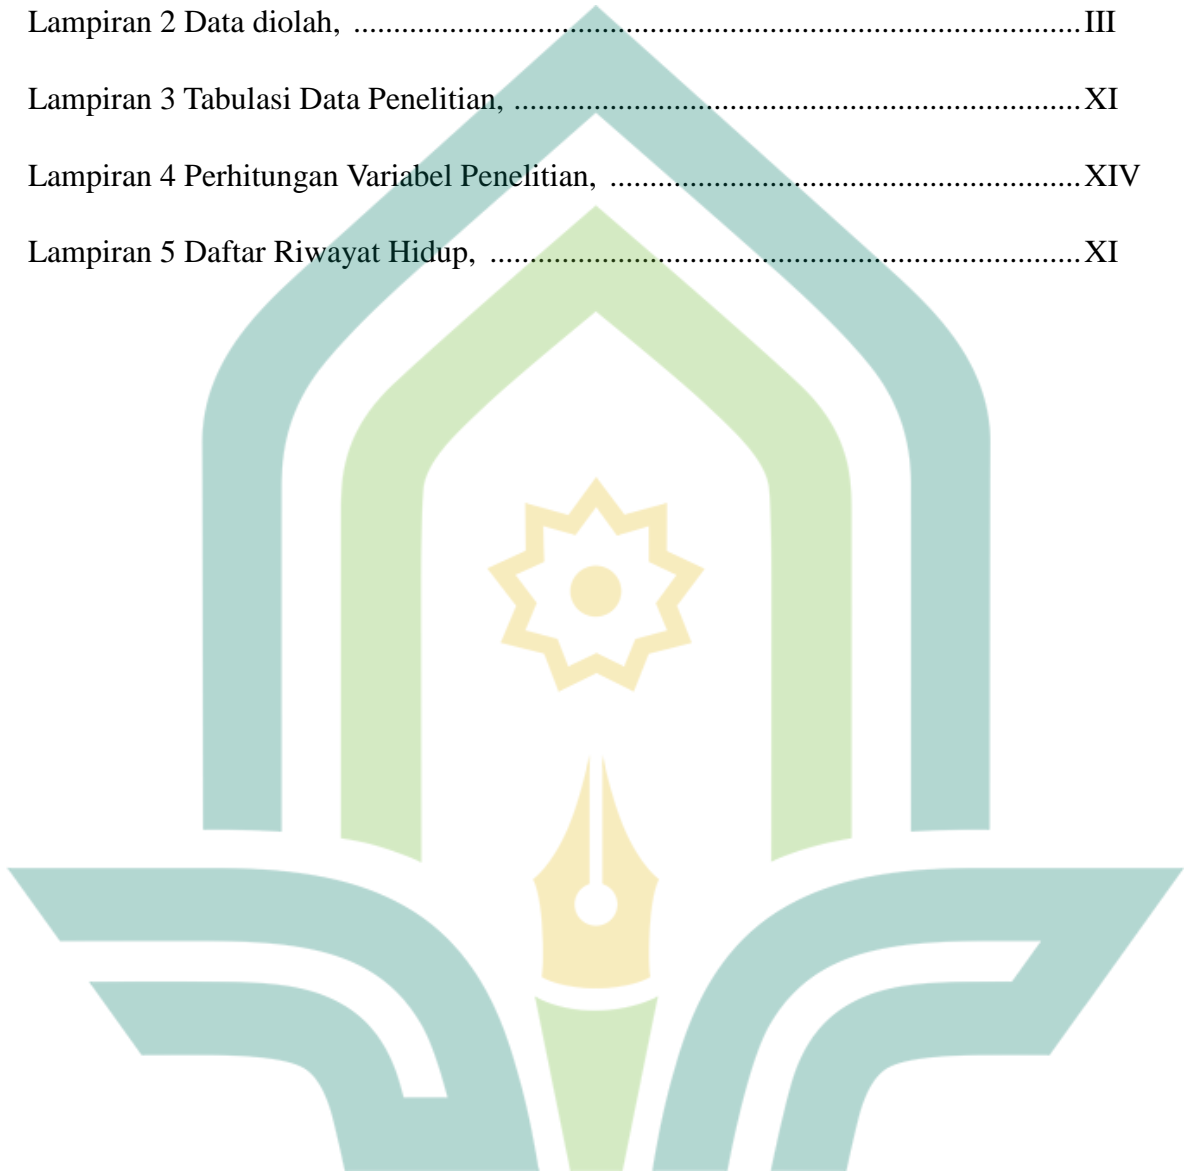 Lampiran 2 Data diolah, ................................................................................ III
Lampiran 3 Tabulasi Data Penelitian, .............................................................. XI
Lampiran 4 Perhitungan Variabel Penelitian, .................................................... XIV
Lampiran 5 Daftar Riwayat Hidup, ................................................................. XI